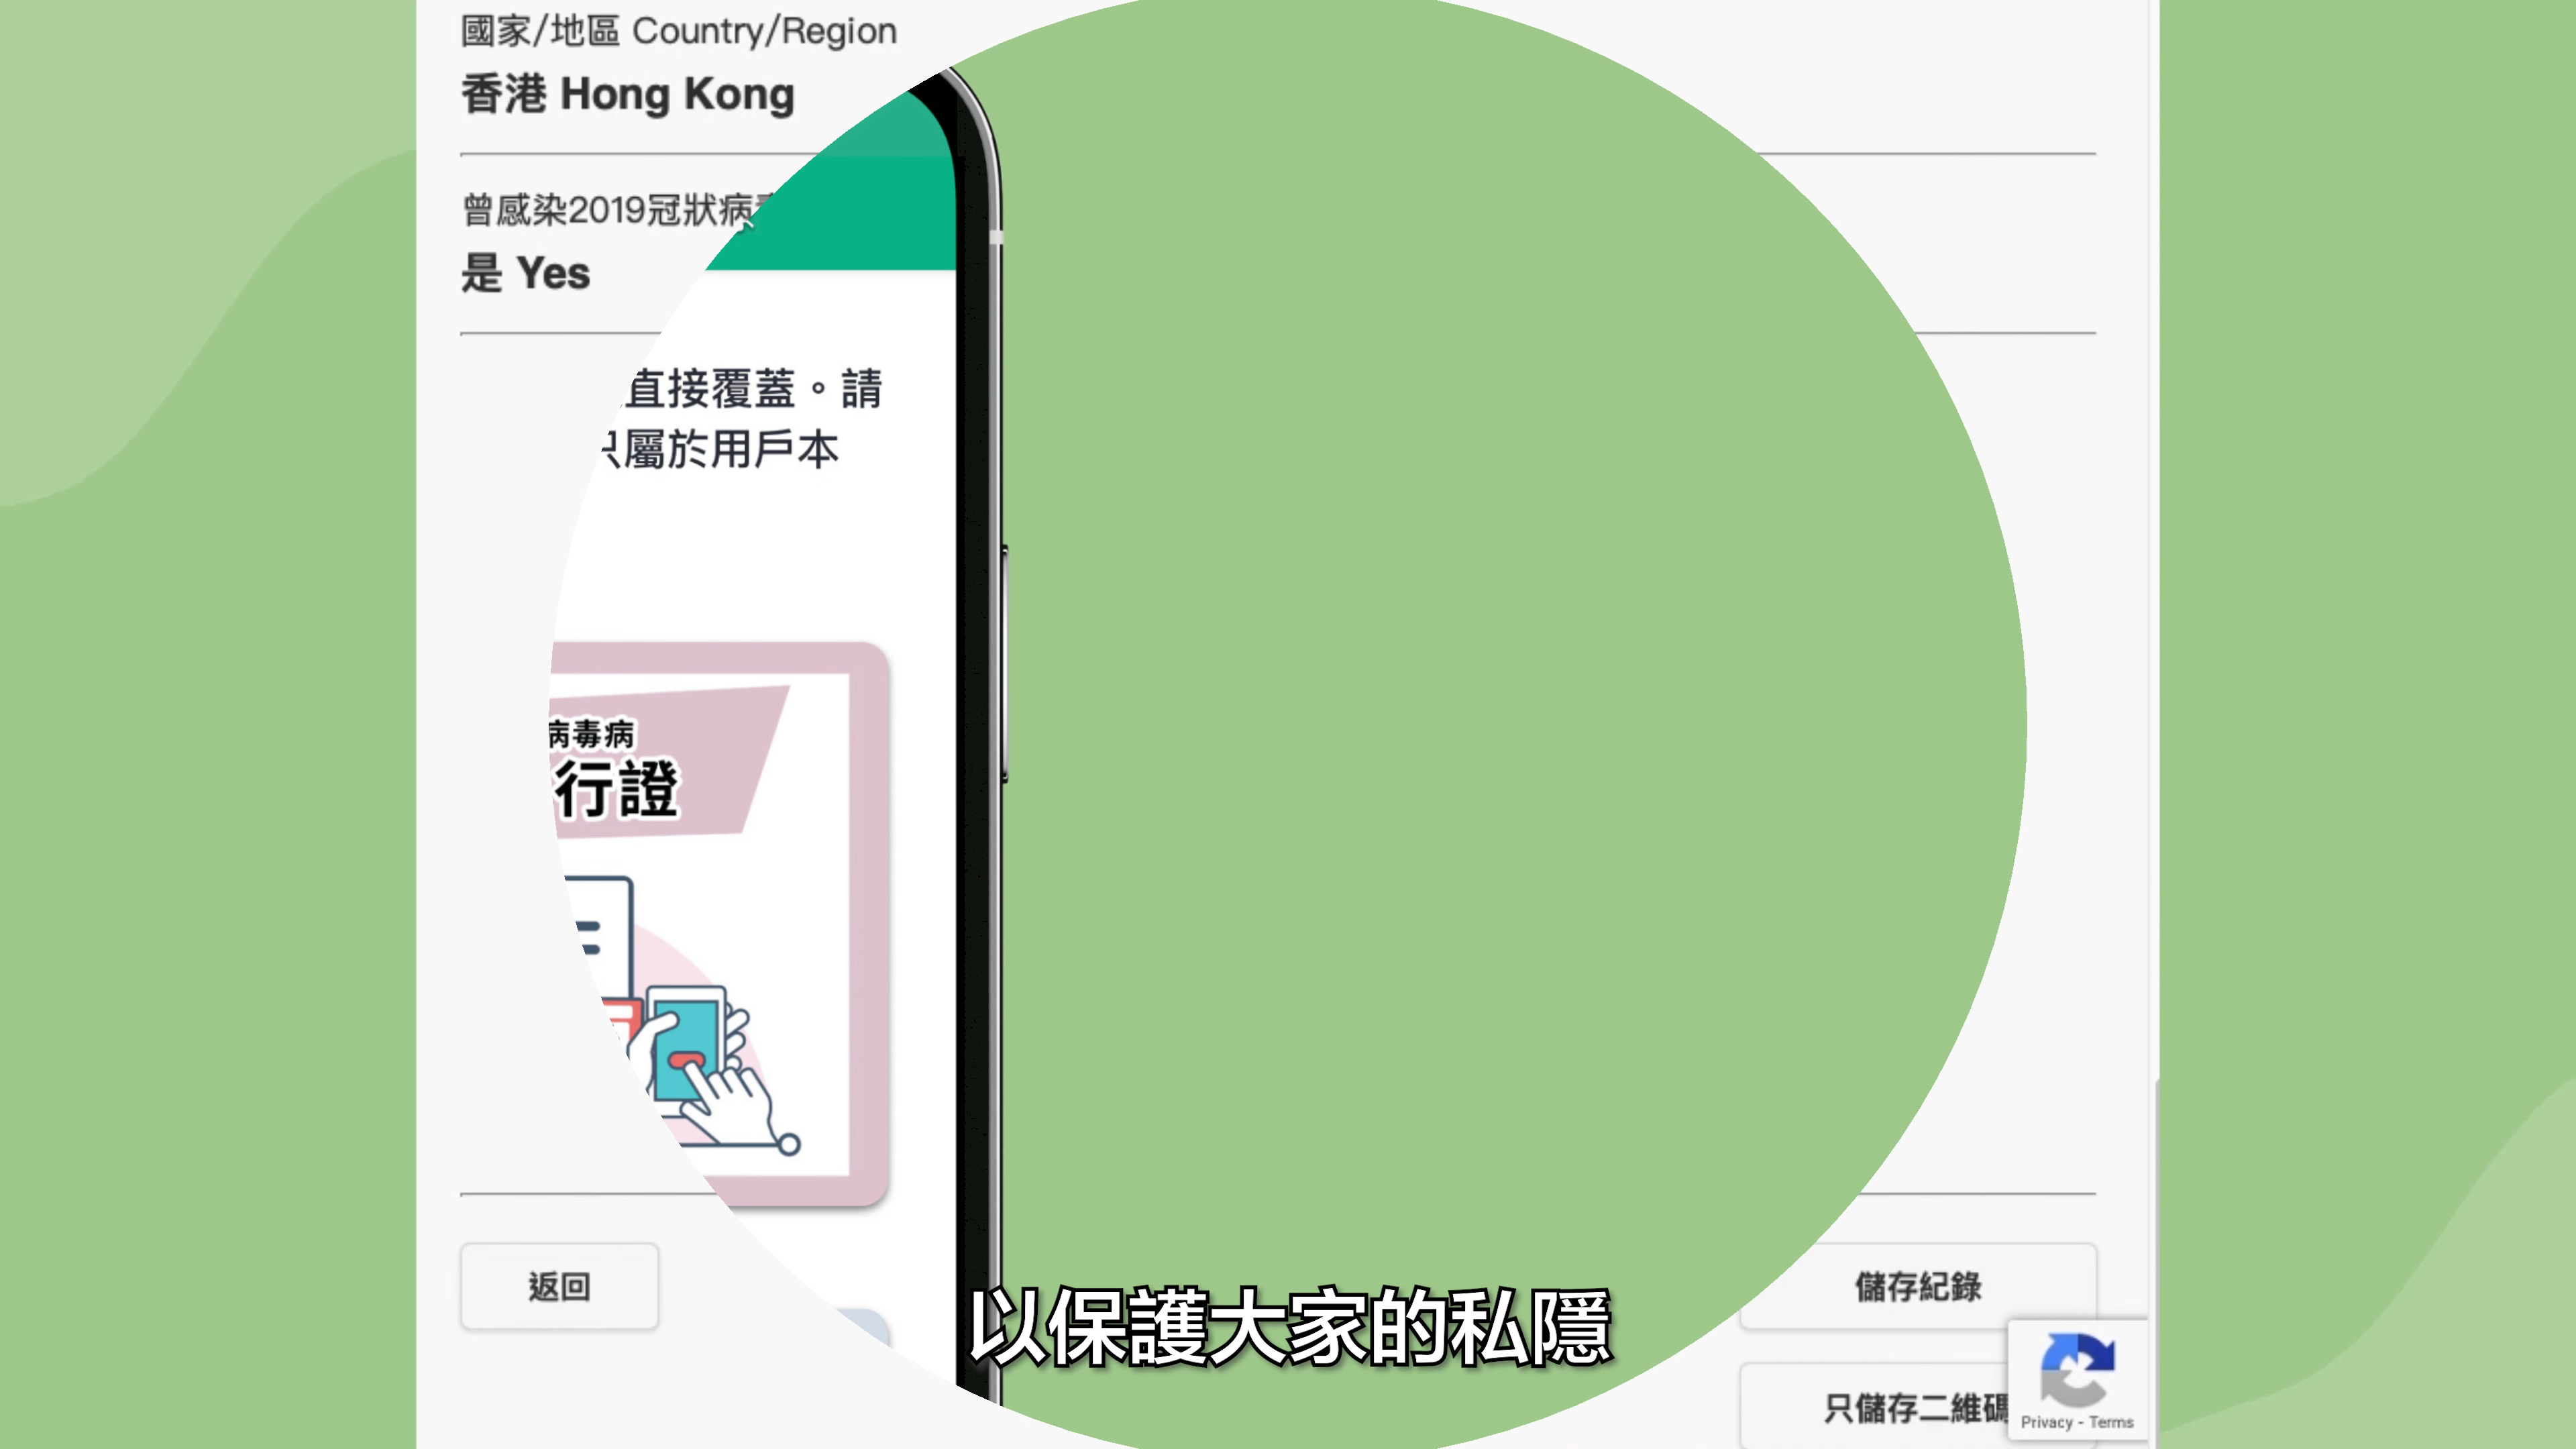 國家/地區 Country/Region
香港 Hong Kong
曾感染2019冠狀病
是 Yes
直接覆蓋。請
只屬於用戶本
病毒病
行證
返回
儲存紀錄
以保護大家的私隱
只儲存二維碼
Privacy - Terms